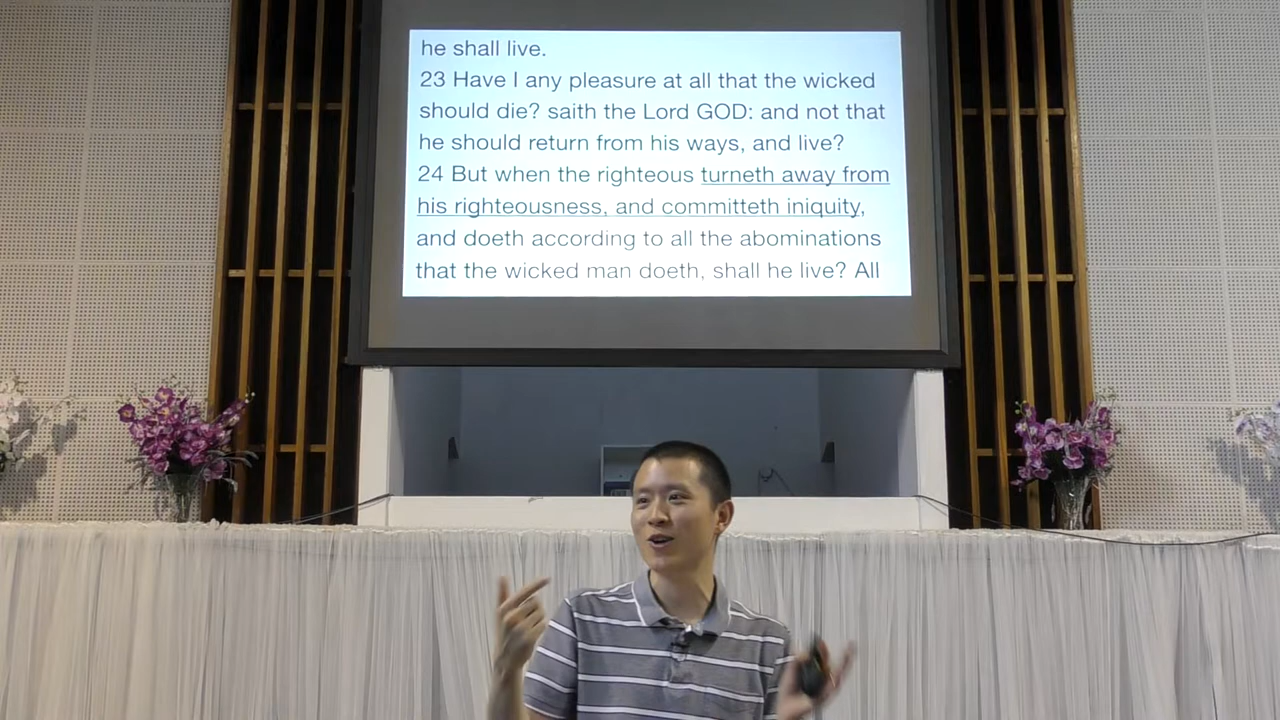 he shall live.
23 Have I any pleasure at all that the wicked
should die? saith the Lord GOD: and not that
he should return from his ways, and live?
24 But when the righteous turneth away from
his righteousness, and committeth iniquity,
and doeth according to all the abominations
that the wicked man doeth, shall he live? All